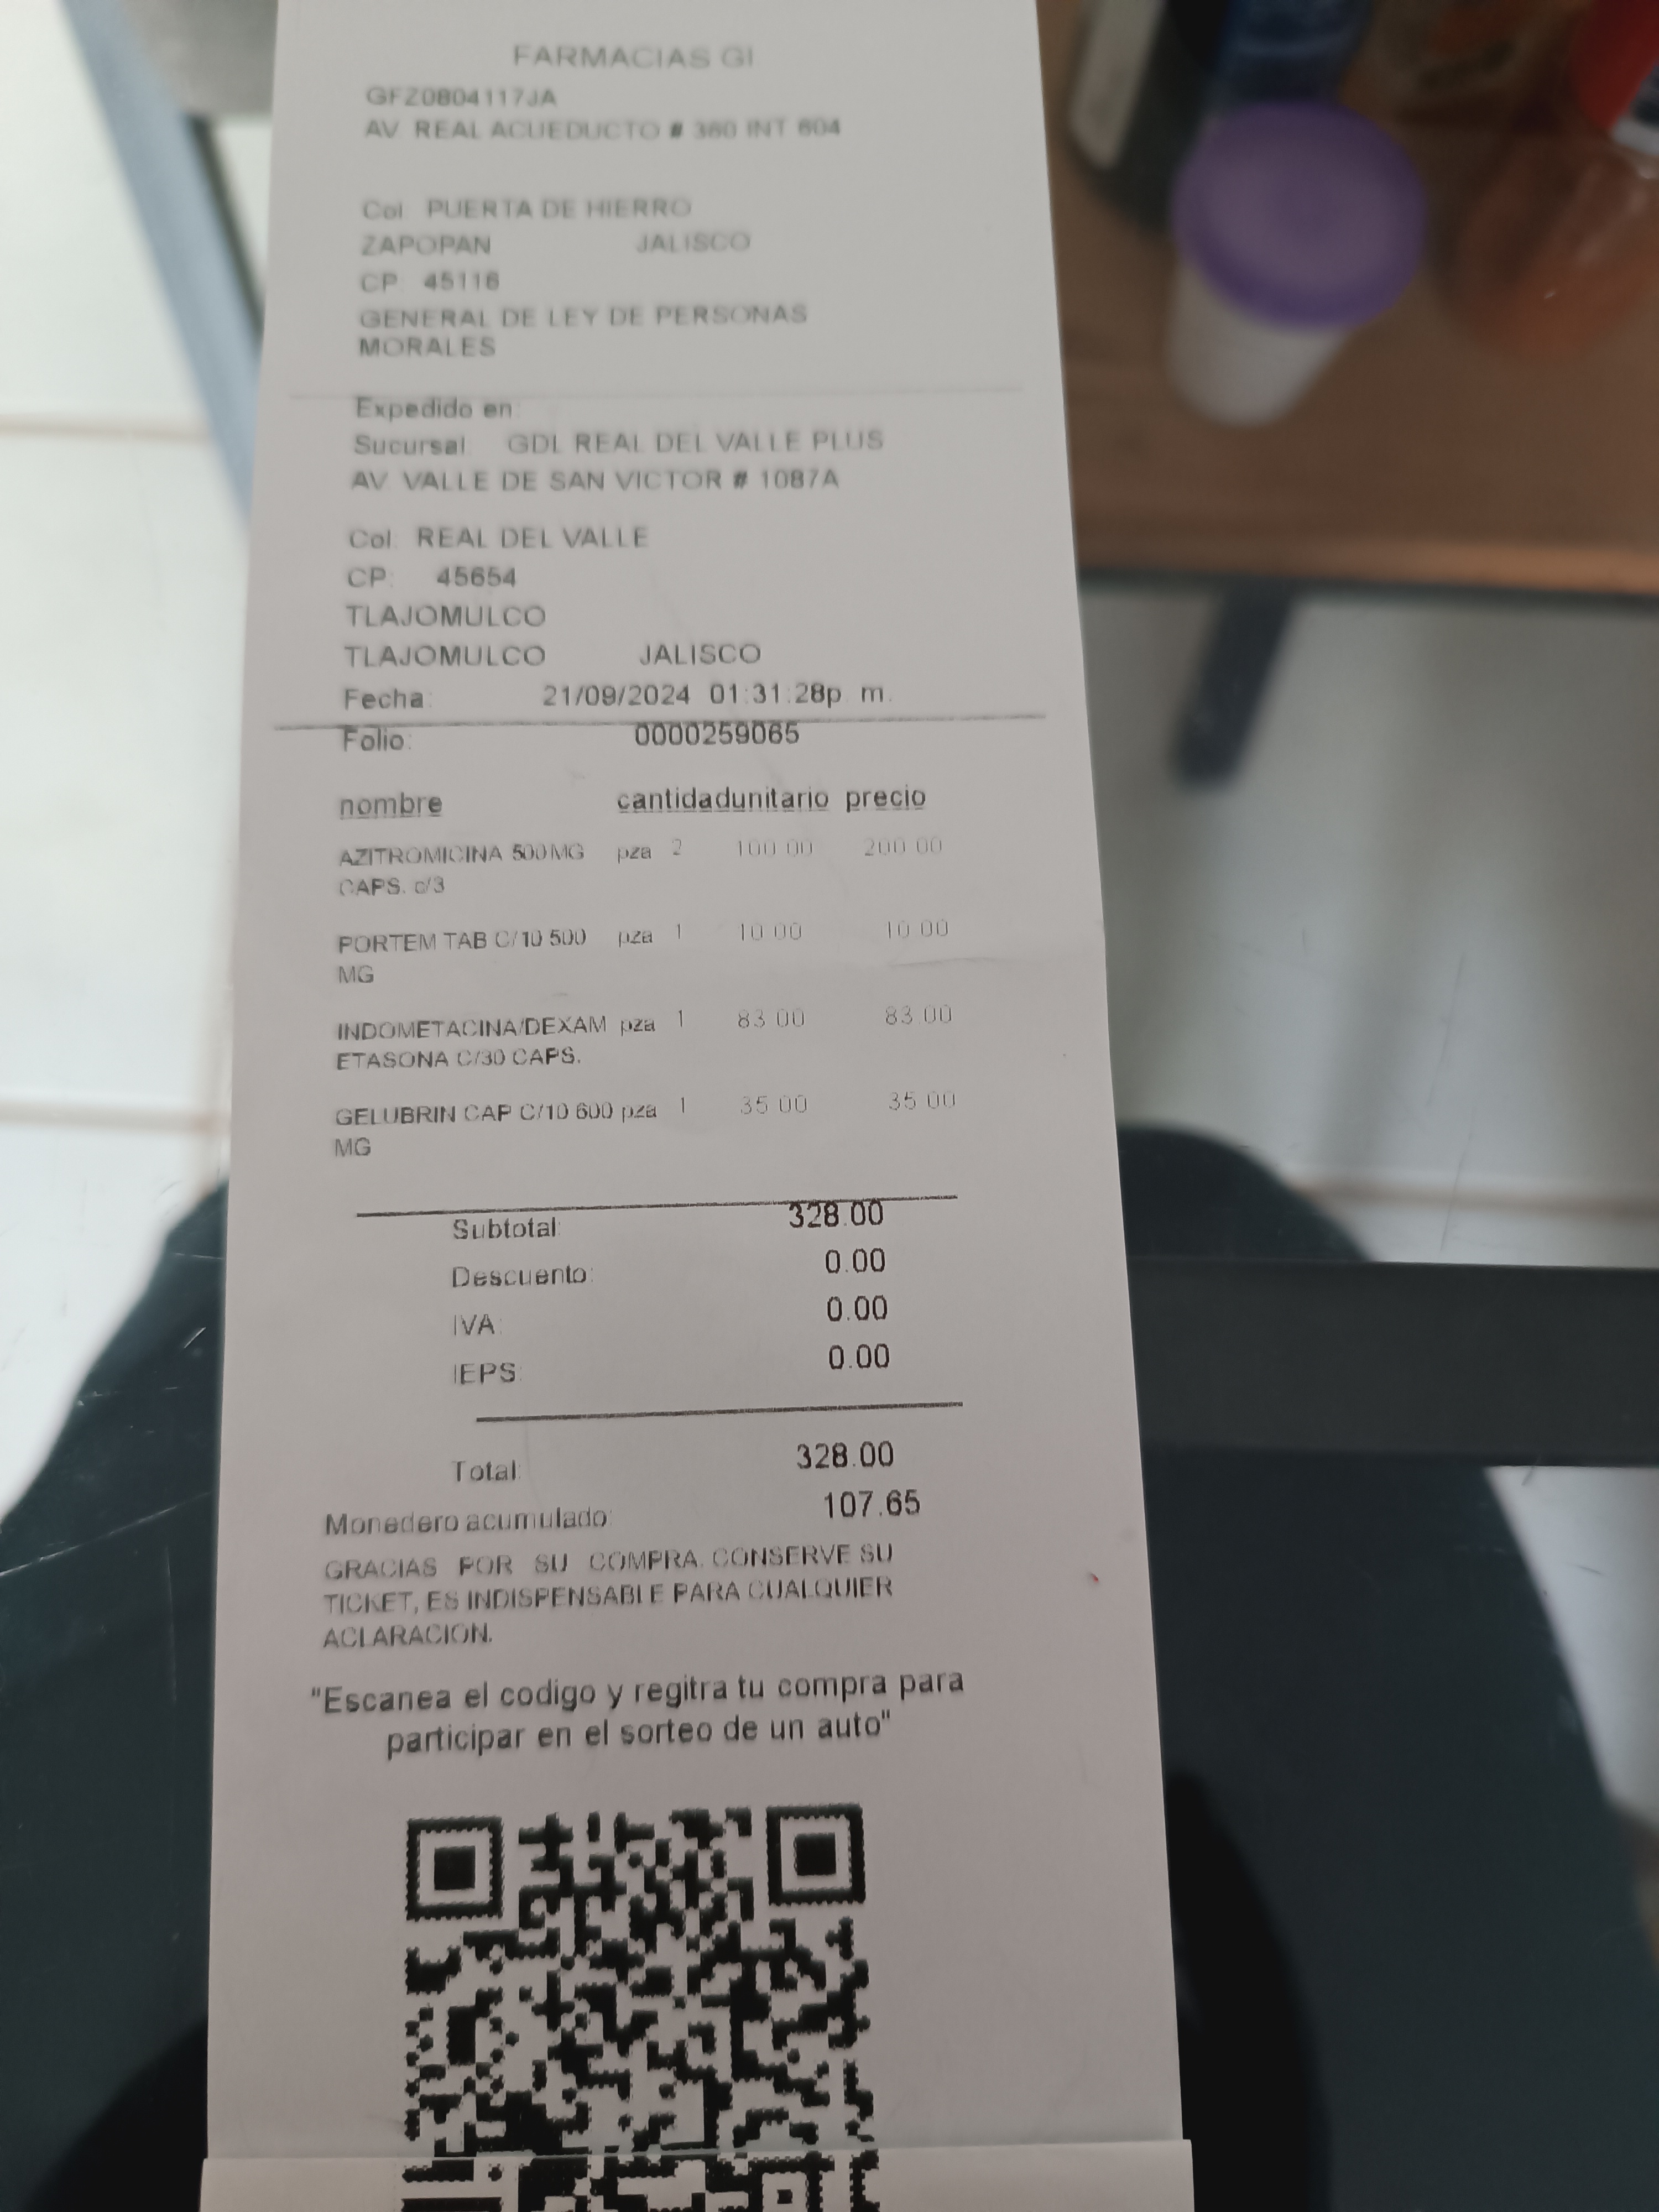 FARMACIAS GI
GFZ0804117JA
AV REAL ACUEDUCTO # 360 INT 604
Col PUERTA DE HIERRO
ZAPOPAN JALISCO
CP 45116
GENERAL DE LEY DE PERSONAS
MORALES
Expedido en:
Sucursal GDL REAL DEL VALLE PLUS
AV VALLE DE SAN VICTOR # 1087A
Col: REAL DEL VALLE
CP: 45654
TLAJOMULCO
TLAJOMULCO JALISCO
Fecha: 21/09/2024 01:31:28p m.
Folio: 0000259065
nombre cantidadunitario precio
AZITROMICINA 500MG pza 2 100.00 200.00
CAPS. c/3
PORTEM TAB C/10 500 pza 1 10.00 10.00
MG
INDOMETACINA/DEXAM pza 1 83.00 83.00
ETASONA C/30 CAPS.
GELUBRIN CAP C/10 600 pza 1 35.00 35.00
MG
Subtotal: 328.00
Descuento: 0.00
IVA: 0.00
IEPS: 0.00
Total: 328.00
Monedero acumulado: 107.65
GRACIAS POR SU COMPRA. CONSERVE SU
TICKET, ES INDISPENSABLE PARA CUALQUIER
ACLARACION.
"Escanea el codigo y regitra tu compra para
participar en el sorteo de un auto"